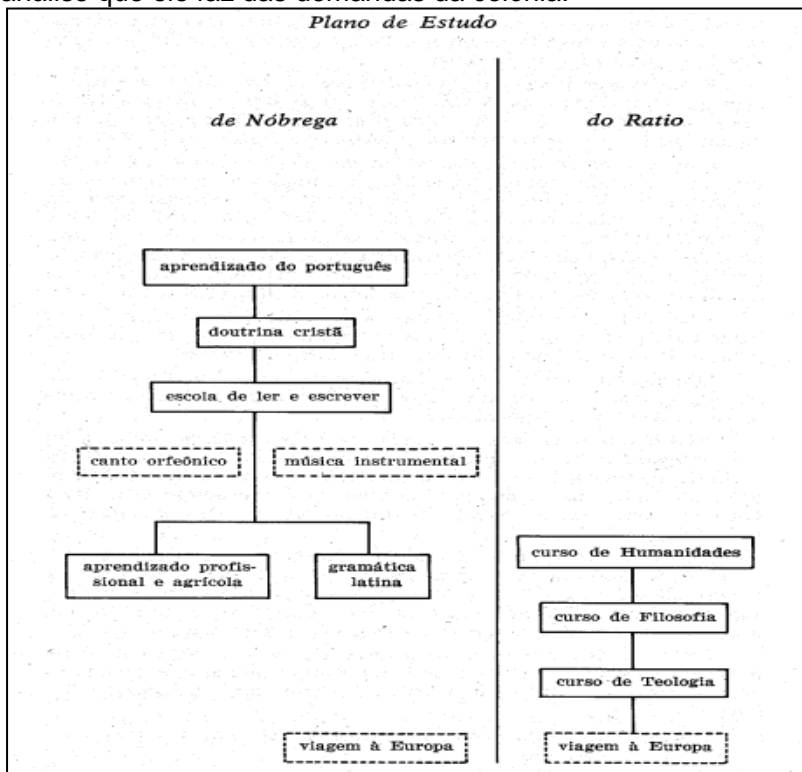 análise que ele faz das demandas da colônia.
Plano de Estudo
de Nóbrega
aprendizado do português
doutrina cristã
escola de ler e escrever
canto orfeônico
música instrumental
aprendizado profis-
sional e agrícola
gramática
latina
viagem à Europa
do Ratio
curso de Humanidades
curso de Filosofia
curso de Teologia
viagem à Europa